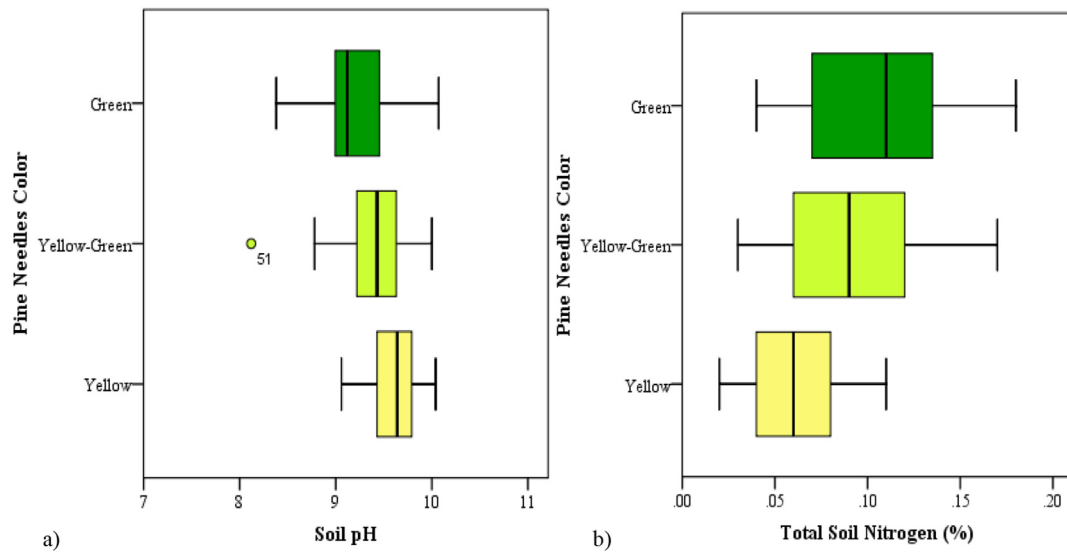 Pine Needles Color
Green
Yellow-Green
Yellow
51
7 8 9 10 11
Soil pH
a)
Pine Needles Color
Green
Yellow-Green
Yellow
.00 .05 .10 .15 .20
Total Soil Nitrogen (%)
b)